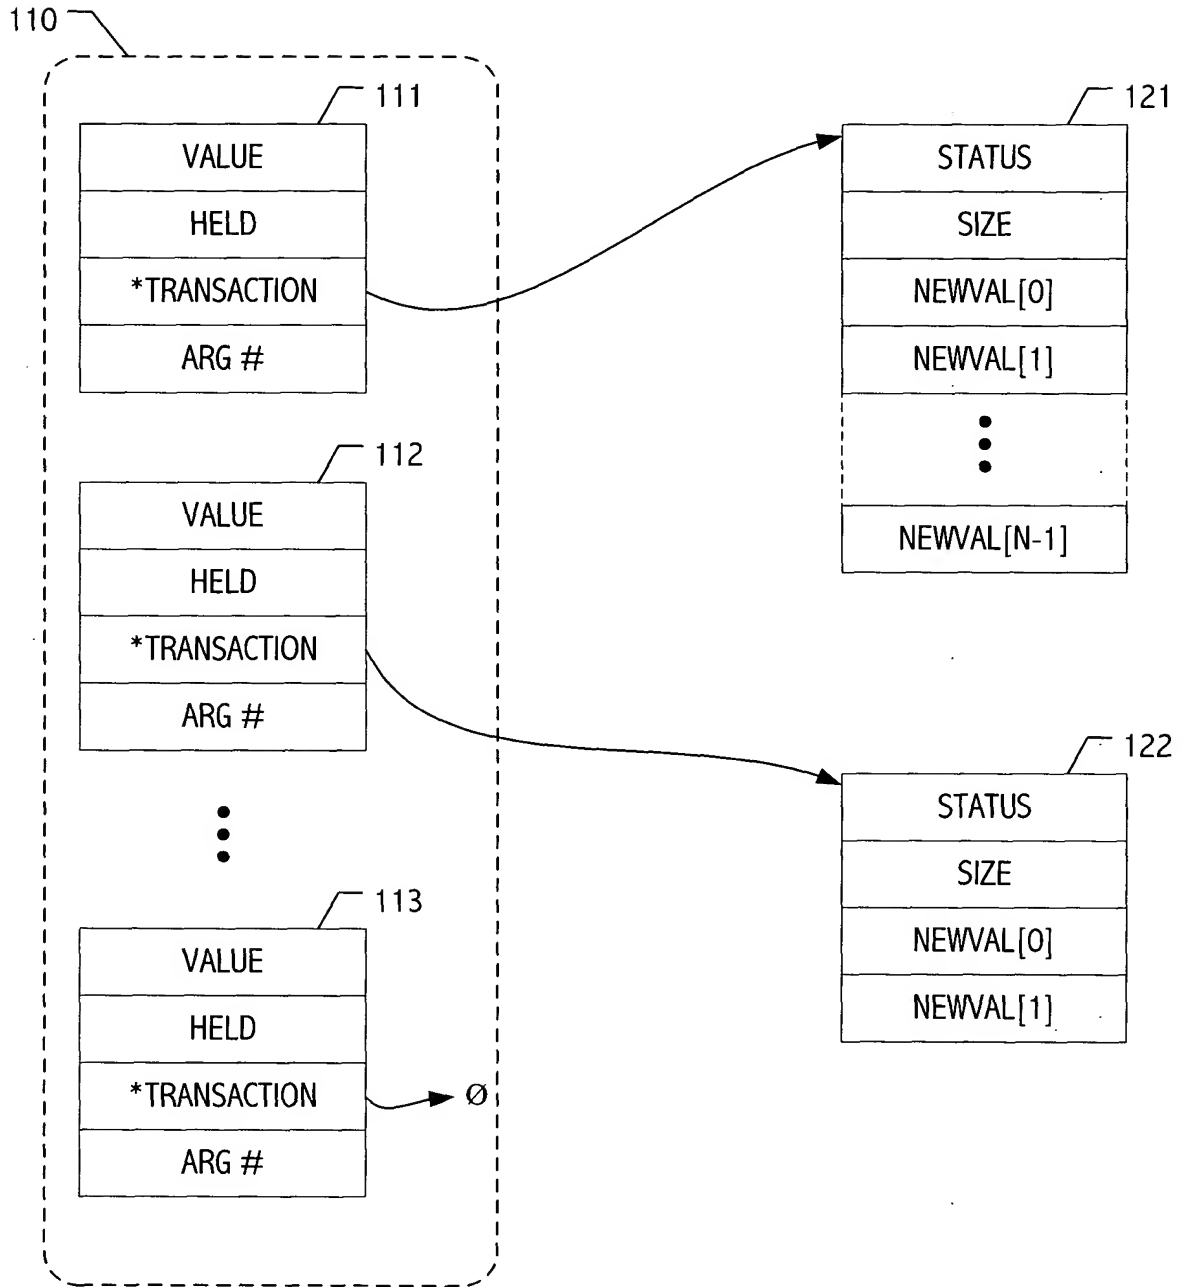 110
111
VALUE
HELD
*TRANSACTION
ARG #
112
VALUE
HELD
*TRANSACTION
ARG #
113
VALUE
HELD
*TRANSACTION
Ø
ARG #
121
STATUS
SIZE
NEWVAL[0]
NEWVAL[1]
NEWVAL[N-1]
122
STATUS
SIZE
NEWVAL[0]
NEWVAL[1]